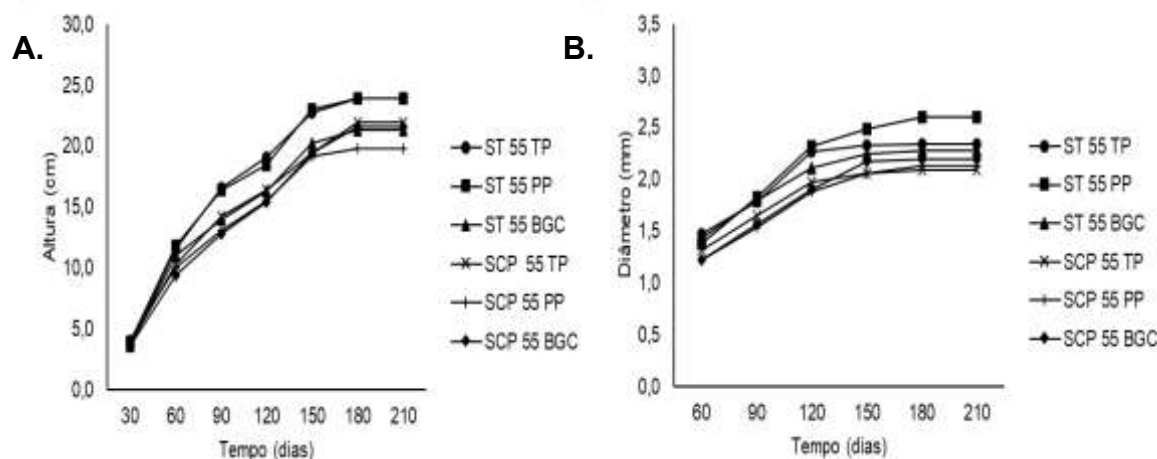 A.
30,0
25,0
20,0
15,0
10,0
5,0
0,0
Altura (cm)
30 60 90 120 150 180 210
Tempo (dias)
ST 55 TP
ST 55 PP
ST 55 BGC
SCP 55 TP
SCP 55 PP
SCP 55 BGC
B.
3,5
3,0
2,5
2,0
1,5
1,0
0,5
0,0
Diâmetro (mm)
60 90 120 150 180 210
Tempo (dias)
ST 55 TP
ST 55 PP
ST 55 BGC
SCP 55 TP
SCP 55 PP
SCP 55 BGC